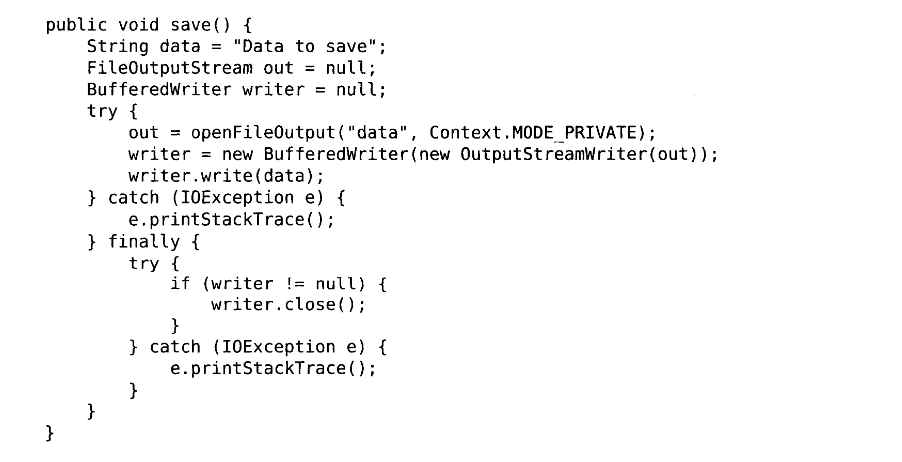 public void save() {
    String data = "Data to save";
    FileOutputStream out = null;
    BufferedWriter writer = null;
    try {
        out = openFileOutput("data", Context.MODE_PRIVATE);
        writer = new BufferedWriter(new OutputStreamWriter(out));
        writer.write(data);
    } catch (IOException e) {
        e.printStackTrace();
    } finally {
        try {
            if (writer != null) {
                writer.close();
            }
        } catch (IOException e) {
            e.printStackTrace();
        }
    }
}